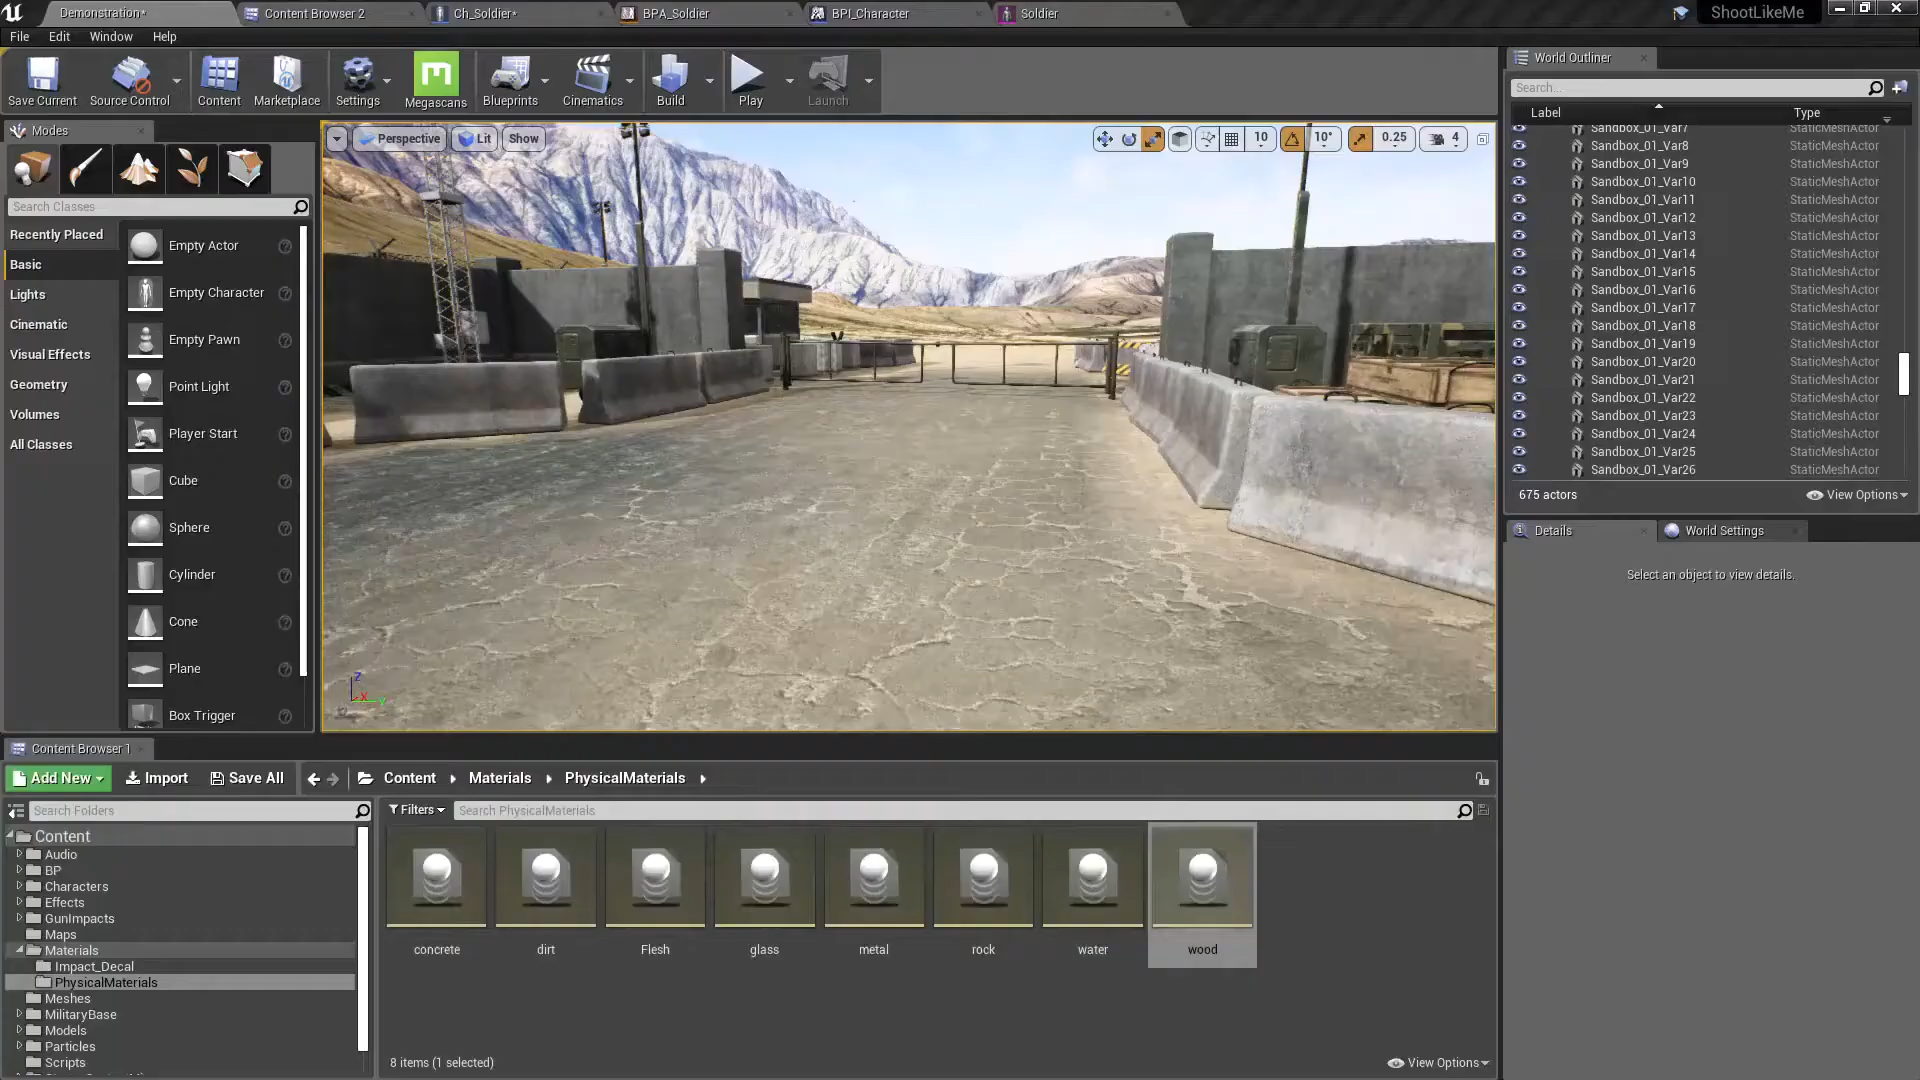 Demonstration*
Content Browser 2
Ch_Soldier*
BPA_Soldier
BPI_Character
Soldier
ShootLikeMe
File
Edit
Window
Help
Save Current
Source Control
Content
Marketplace
Settings
Megascans
Blueprints
Cinematics
Build
Play
Launch
Modes
Search Classes
Recently Placed
Basic
Lights
Cinematic
Visual Effects
Geometry
Volumes
All Classes
Empty Actor
Empty Character
Empty Pawn
Point Light
Player Start
Cube
Sphere
Cylinder
Cone
Plane
Box Trigger
Perspective
Lit
Show
10
10°
0.25
4
Z
X
Y
World Outliner
Search...
Label
Type
Sandbox_01_Var7 StaticMeshActor
Sandbox_01_Var8 StaticMeshActor
Sandbox_01_Var9 StaticMeshActor
Sandbox_01_Var10 StaticMeshActor
Sandbox_01_Var11 StaticMeshActor
Sandbox_01_Var12 StaticMeshActor
Sandbox_01_Var13 StaticMeshActor
Sandbox_01_Var14 StaticMeshActor
Sandbox_01_Var15 StaticMeshActor
Sandbox_01_Var16 StaticMeshActor
Sandbox_01_Var17 StaticMeshActor
Sandbox_01_Var18 StaticMeshActor
Sandbox_01_Var19 StaticMeshActor
Sandbox_01_Var20 StaticMeshActor
Sandbox_01_Var21 StaticMeshActor
Sandbox_01_Var22 StaticMeshActor
Sandbox_01_Var23 StaticMeshActor
Sandbox_01_Var24 StaticMeshActor
Sandbox_01_Var25 StaticMeshActor
Sandbox_01_Var26 StaticMeshActor
675 actors
View Options
Details
World Settings
Select an object to view details.
Content Browser 1
Add New
Import
Save All
Content
Materials
PhysicalMaterials
Search Folders
Filters
Search PhysicalMaterials
Content
Audio
BP
Characters
Effects
GunImpacts
Maps
Materials
Impact_Decal
PhysicalMaterials
Meshes
MilitaryBase
Models
Particles
Scripts
concrete
dirt
Flesh
glass
metal
rock
water
wood
8 items (1 selected)
View Options